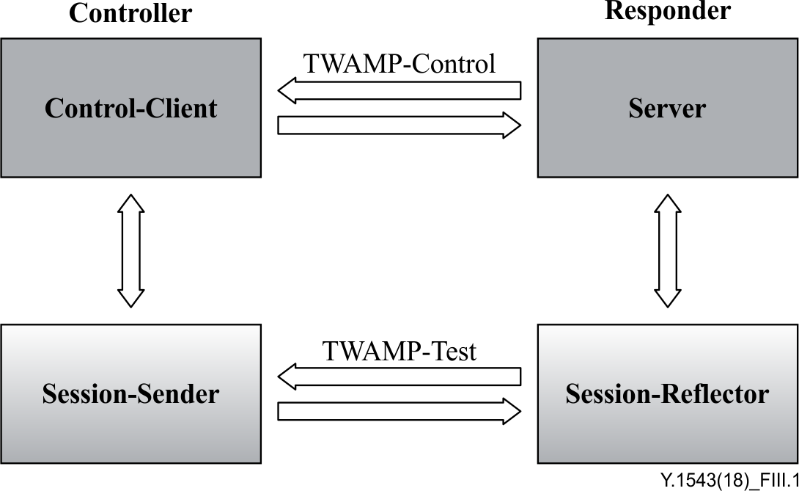 Controller
Responder
TWAMP-Control
Control-Client
Server
TWAMP-Test
Session-Sender
Session-Reflector
Y.1543(18)_FIII.1